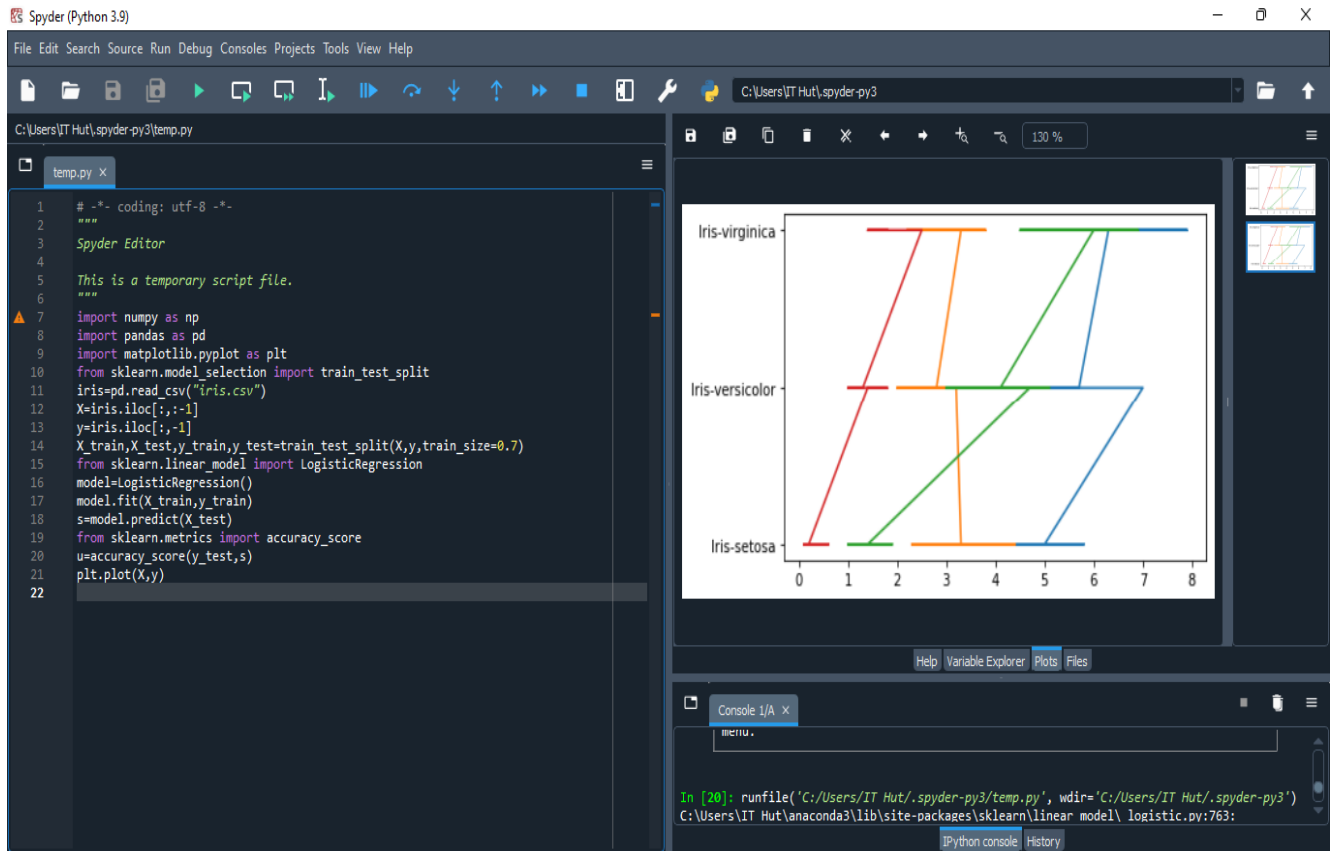 Spyder (Python 3.9)
File Edit Search Source Run Debug Consoles Projects Tools View Help
C:\Users\IT Hut\.spyder-py3
C:\Users\IT Hut\.spyder-py3\temp.py
temp.py
1 # -*- coding: utf-8 -*-
2 """
3 Spyder Editor
4
5 This is a temporary script file.
6 """
7 import numpy as np
8 import pandas as pd
9 import matplotlib.pyplot as plt
10 from sklearn.model_selection import train_test_split
11 iris=pd.read_csv("iris.csv")
12 X=iris.iloc[:,:-1]
13 y=iris.iloc[:,-1]
14 X_train,X_test,y_train,y_test=train_test_split(X,y,train_size=0.7)
15 from sklearn.linear_model import LogisticRegression
16 model=LogisticRegression()
17 model.fit(X_train,y_train)
18 s=model.predict(X_test)
19 from sklearn.metrics import accuracy_score
20 u=accuracy_score(y_test,s)
21 plt.plot(X,y)
22
130 %
Iris-virginica
Iris-versicolor
Iris-setosa
0 1 2 3 4 5 6 7 8
Help Variable Explorer Plots Files
Console 1/A
menu.
In [20]: runfile('C:/Users/IT Hut/.spyder-py3/temp.py', wdir='C:/Users/IT Hut/.spyder-py3')
C:\Users\IT Hut\anaconda3\lib\site-packages\sklearn\linear_model\_logistic.py:763:
IPython console History